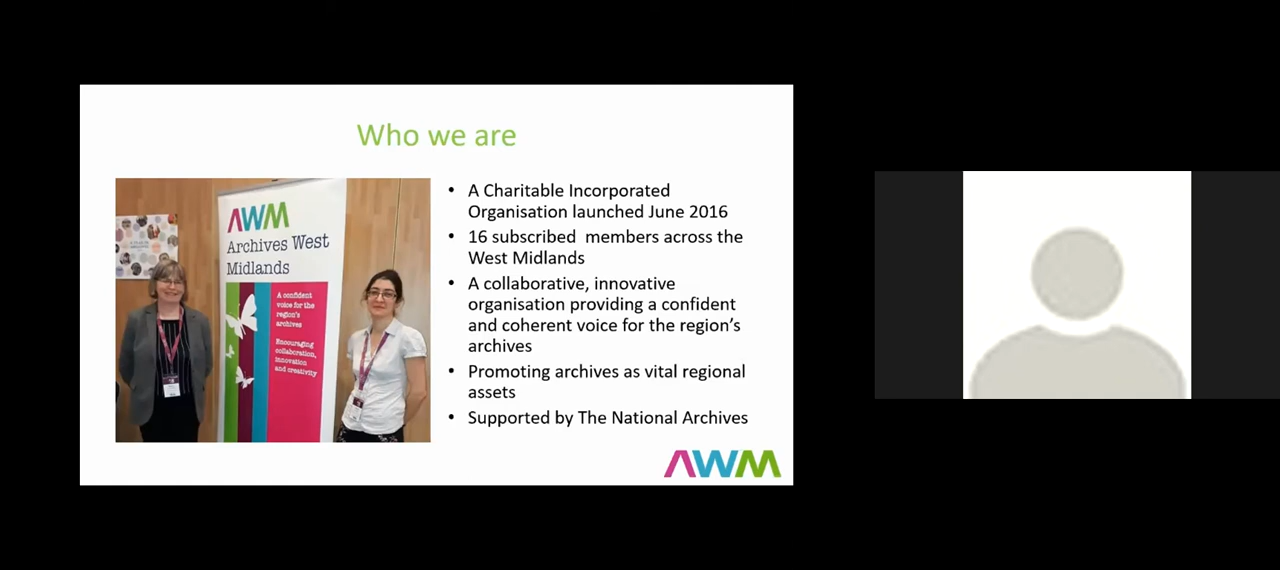 Who we are
AWM
Archives West
Midlands
A confident
voice for the
region's
archives
Encouraging
collaboration,
innovation
and creativity
• A Charitable Incorporated
Organisation launched June 2016
• 16 subscribed members across the
West Midlands
• A collaborative, innovative
organisation providing a confident
and coherent voice for the region's
archives
• Promoting archives as vital regional
assets
• Supported by The National Archives
AWM